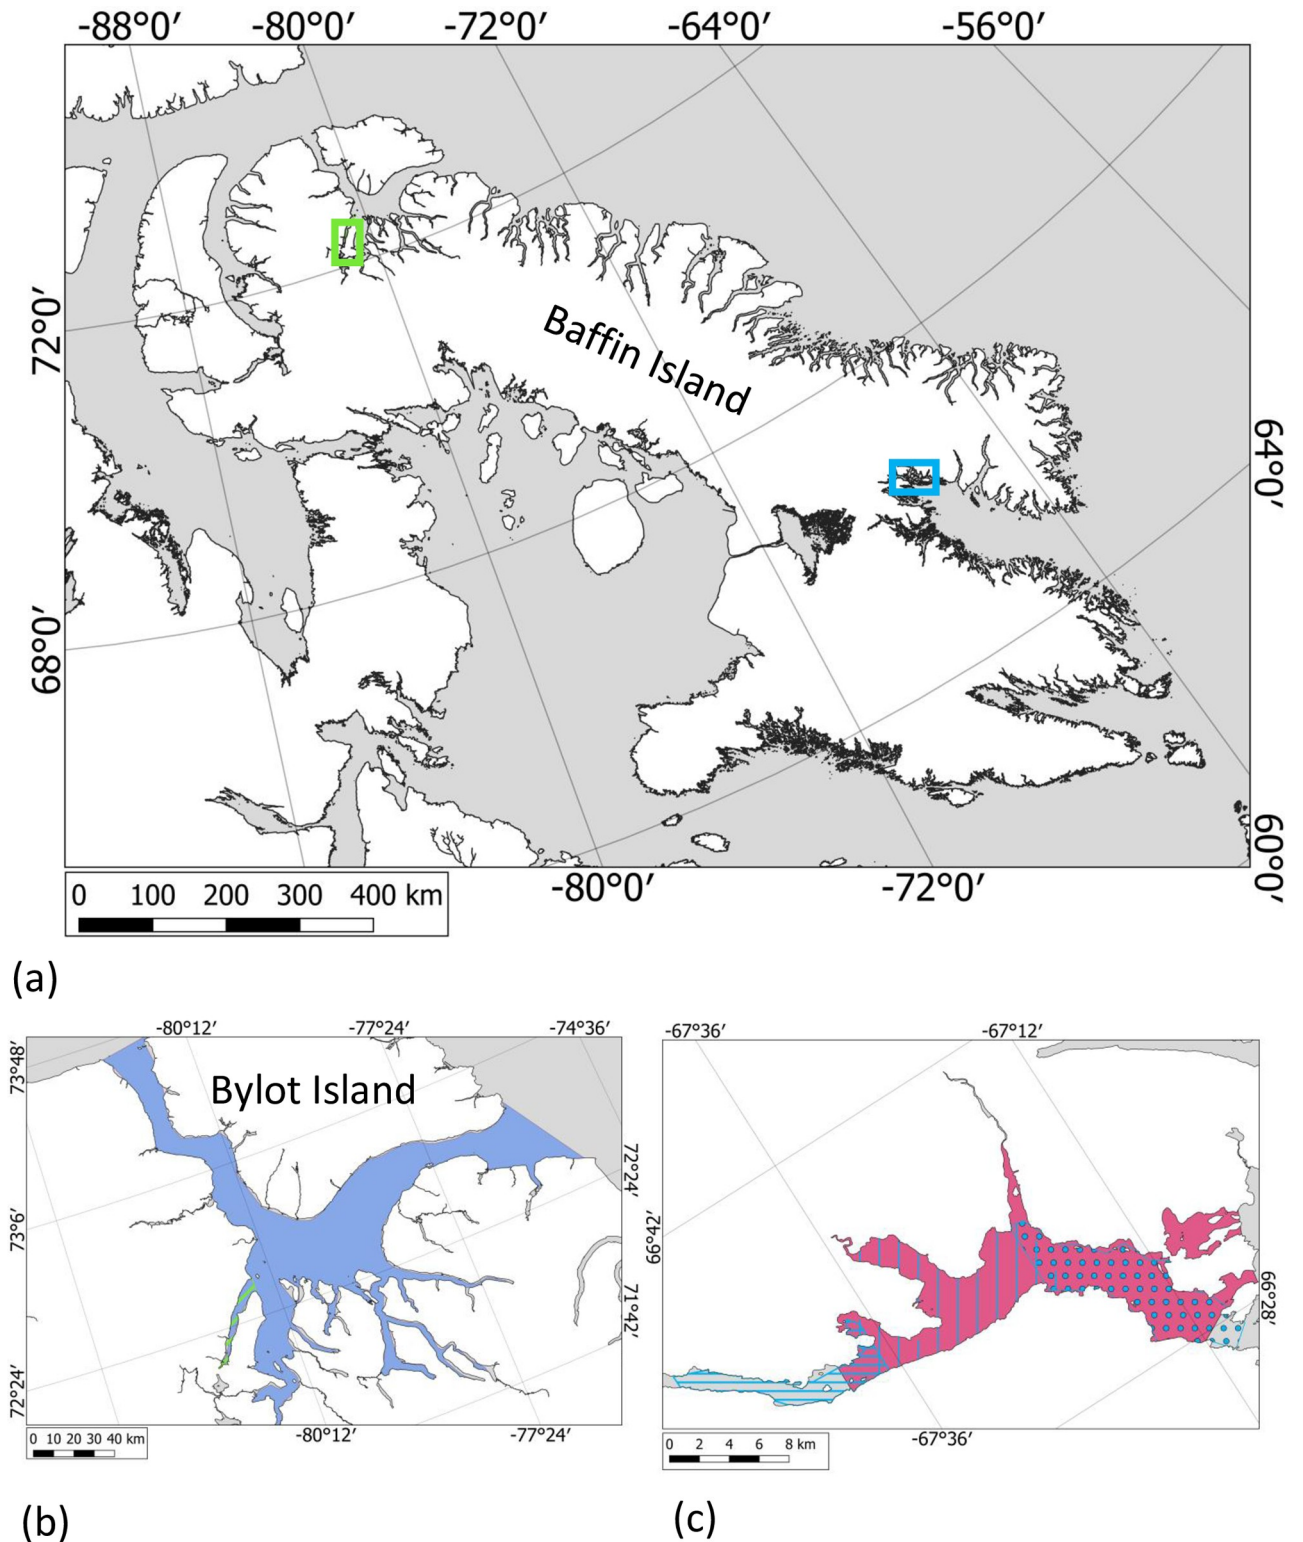 -88°0′ -80°0′ -72°0′ -64°0′ -56°0′
72°0′
Baffin Island
64°0′
68°0′
60°0′
-80°0′ -72°0′
0 100 200 300 400 km
(a)
-80°12′ -77°24′ -74°36′
73°48′
Bylot Island
72°24′
73°6′
71°42′
72°24′
-80°12′ -77°24′
0 10 20 30 40 km
(b)
-67°36′ -67°12′
66°42′
66°28′
-67°36′
0 2 4 6 8 km
(c)